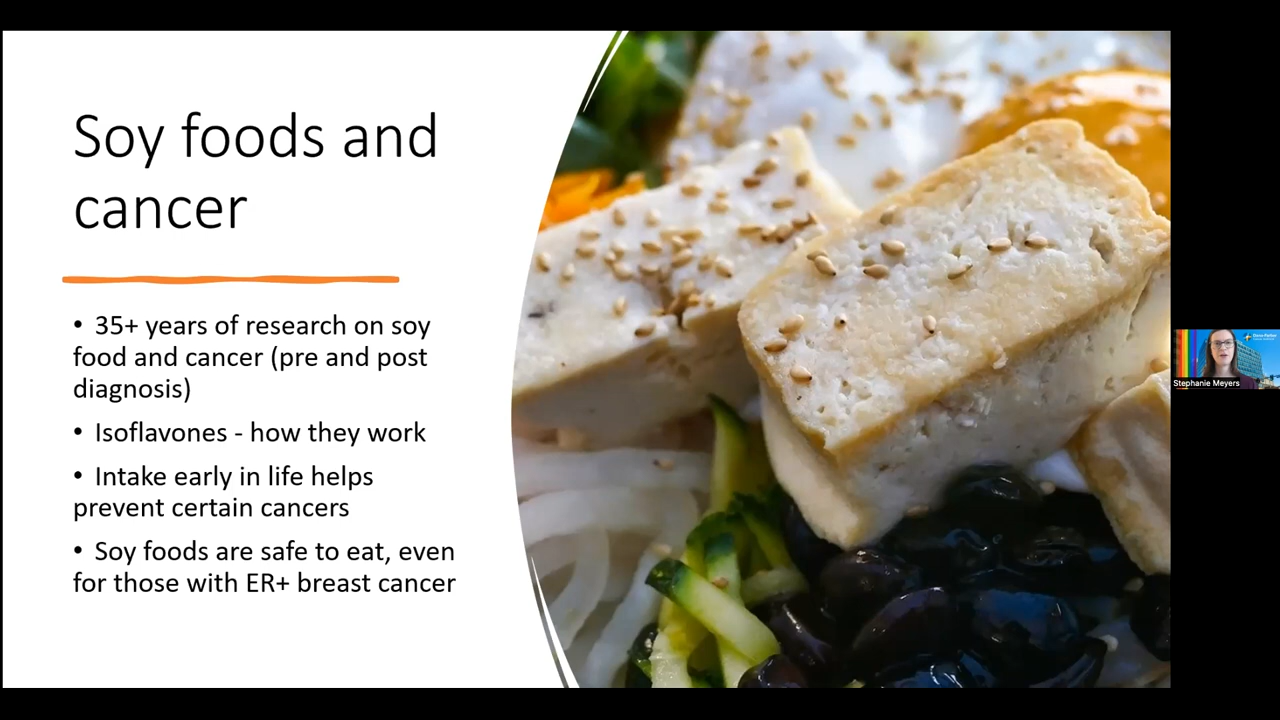 Soy foods and
cancer
• 35+ years of research on soy
food and cancer (pre and post
diagnosis)
• Isoflavones - how they work
• Intake early in life helps
prevent certain cancers
• Soy foods are safe to eat, even
for those with ER+ breast cancer
Stephanie Meyers